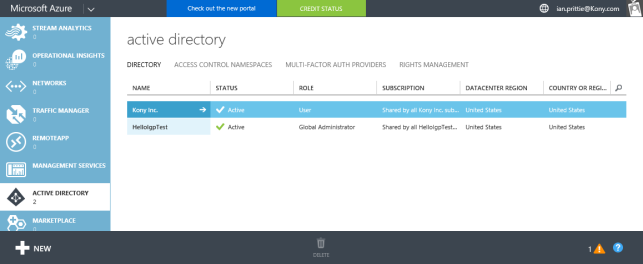 Microsoft Azure
Check out the new portal
CREDIT STATUS
ian.prittie@Kony.com
STREAM ANALYTICS
0
OPERATIONAL INSIGHTS
0
NETWORKS
0
TRAFFIC MANAGER
0
REMOTEAPP
0
MANAGEMENT SERVICES
ACTIVE DIRECTORY
2
MARKETPLACE
0
active directory
DIRECTORY ACCESS CONTROL NAMESPACES MULTI-FACTOR AUTH PROVIDERS RIGHTS MANAGEMENT
NAME STATUS ROLE SUBSCRIPTION DATACENTER REGION COUNTRY OR REGI...
Kony Inc. → Active User Shared by all Kony Inc. sub... United States United States
HelloIgpTest Active Global Administrator Shared by all HelloIgpTest... United States United States
NEW
DELETE
1
?